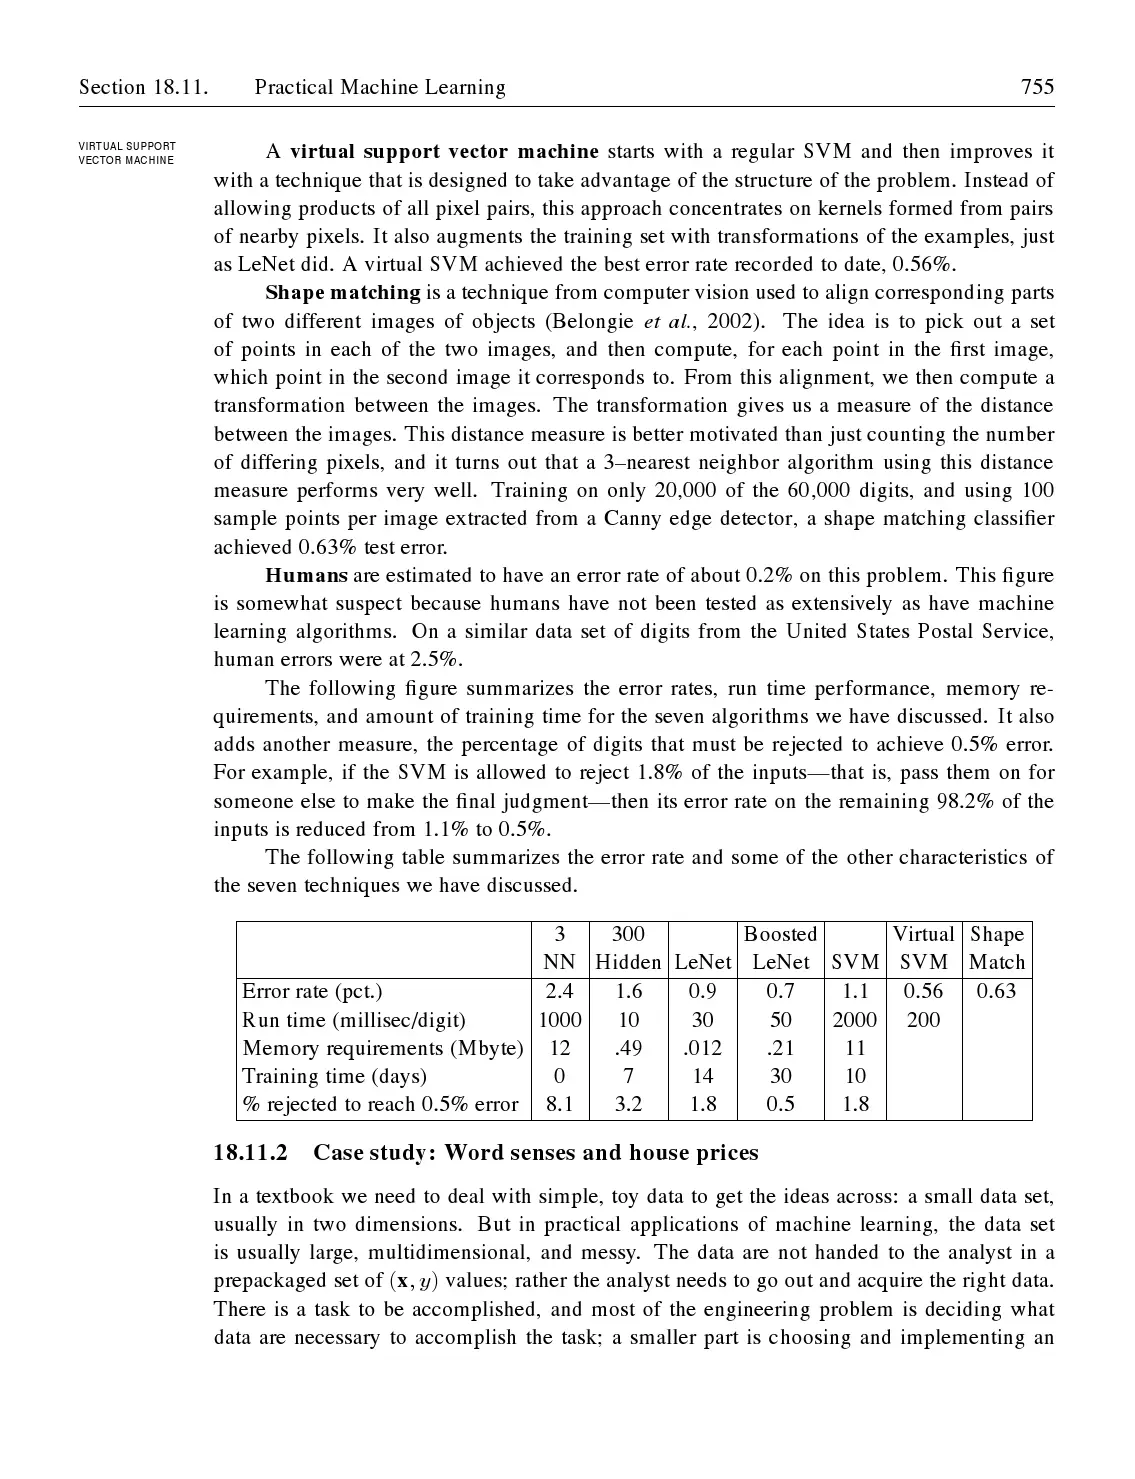 Section 18.11. Practical Machine Learning 755
VIRTUAL SUPPORT
VECTOR MACHINE
A virtual support vector machine starts with a regular SVM and then improves it
with a technique that is designed to take advantage of the structure of the problem. Instead of
allowing products of all pixel pairs, this approach concentrates on kernels formed from pairs
of nearby pixels. It also augments the training set with transformations of the examples, just
as LeNet did. A virtual SVM achieved the best error rate recorded to date, 0.56%.
Shape matching is a technique from computer vision used to align corresponding parts
of two different images of objects (Belongie et al., 2002). The idea is to pick out a set
of points in each of the two images, and then compute, for each point in the first image,
which point in the second image it corresponds to. From this alignment, we then compute a
transformation between the images. The transformation gives us a measure of the distance
between the images. This distance measure is better motivated than just counting the number
of differing pixels, and it turns out that a 3–nearest neighbor algorithm using this distance
measure performs very well. Training on only 20,000 of the 60,000 digits, and using 100
sample points per image extracted from a Canny edge detector, a shape matching classifier
achieved 0.63% test error.
Humans are estimated to have an error rate of about 0.2% on this problem. This figure
is somewhat suspect because humans have not been tested as extensively as have machine
learning algorithms. On a similar data set of digits from the United States Postal Service,
human errors were at 2.5%.
The following figure summarizes the error rates, run time performance, memory re-
quirements, and amount of training time for the seven algorithms we have discussed. It also
adds another measure, the percentage of digits that must be rejected to achieve 0.5% error.
For example, if the SVM is allowed to reject 1.8% of the inputs—that is, pass them on for
someone else to make the final judgment—then its error rate on the remaining 98.2% of the
inputs is reduced from 1.1% to 0.5%.
The following table summarizes the error rate and some of the other characteristics of
the seven techniques we have discussed.
3 300 Boosted Virtual Shape
NN Hidden LeNet LeNet SVM SVM Match
Error rate (pct.) 2.4 1.6 0.9 0.7 1.1 0.56 0.63
Run time (millisec/digit) 1000 10 30 50 2000 200
Memory requirements (Mbyte) 12 .49 .012 .21 11
Training time (days) 0 7 14 30 10
% rejected to reach 0.5% error 8.1 3.2 1.8 0.5 1.8
18.11.2 Case study: Word senses and house prices
In a textbook we need to deal with simple, toy data to get the ideas across: a small data set,
usually in two dimensions. But in practical applications of machine learning, the data set
is usually large, multidimensional, and messy. The data are not handed to the analyst in a
prepackaged set of (x, y) values; rather the analyst needs to go out and acquire the right data.
There is a task to be accomplished, and most of the engineering problem is deciding what
data are necessary to accomplish the task; a smaller part is choosing and implementing an